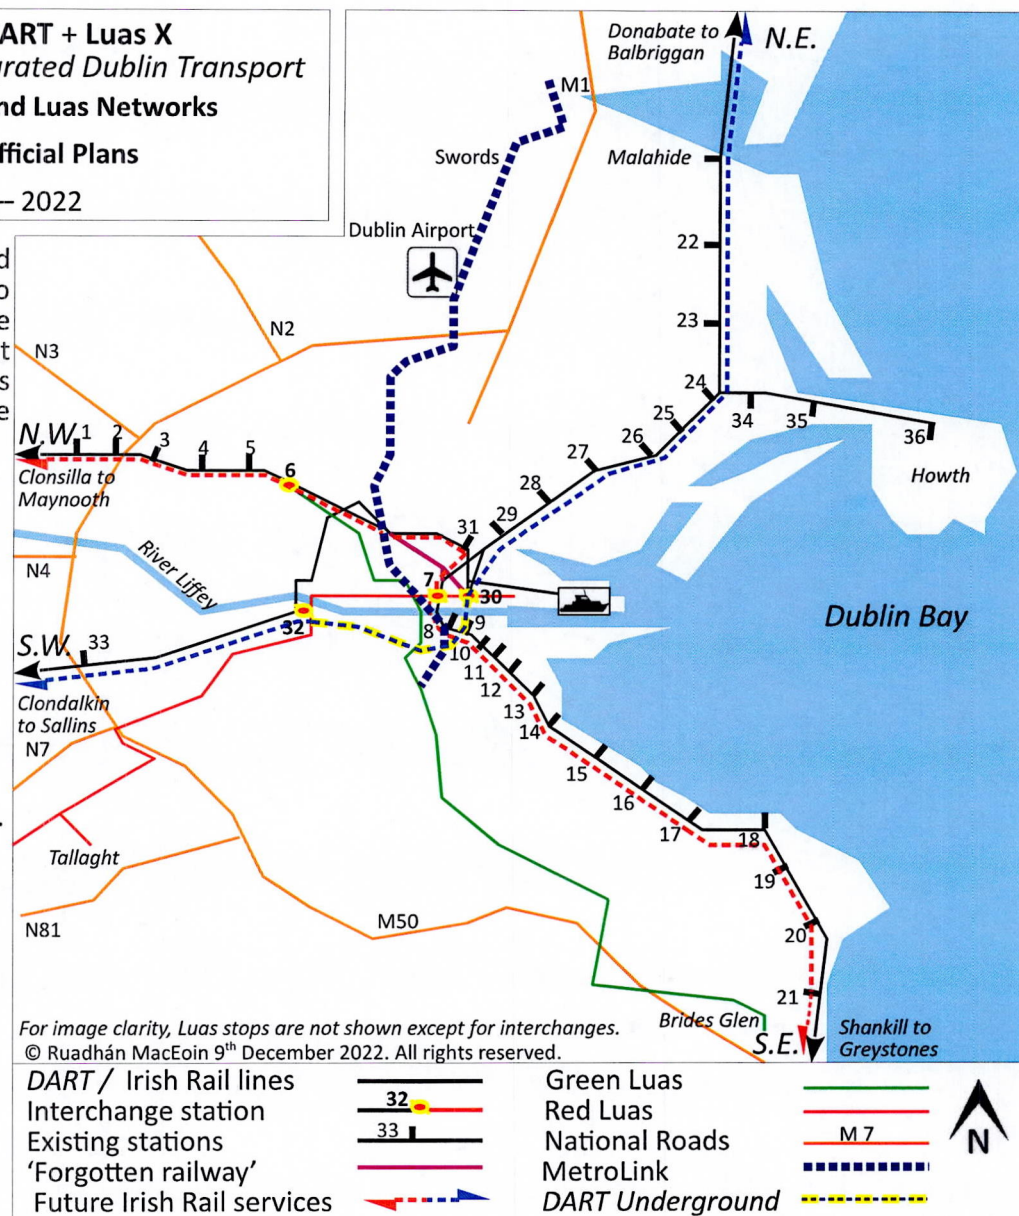 ART + Luas X
grated Dublin Transport
nd Luas Networks
fficial Plans
– 2022
d
o
e
t
s
e
Donabate to
Balbriggan
N.E.
M1
Swords
Malahide
Dublin Airport
22
N2
23
N3
24
25
34
35
36
26
27
Howth
N.W.
1
2
3
4
5
6
Clonsilla to
Maynooth
28
29
31
River Liffey
N4
7
30
32
8
9
10
Dublin Bay
S.W.
33
11
12
13
14
Clondalkin
to Sallins
N7
15
16
17
18
Tallaght
19
N81
M50
20
21
Brides Glen
S.E.
Shankill to
Greystones
For image clarity, Luas stops are not shown except for interchanges.
© Ruadhán MacEoin 9th December 2022. All rights reserved.
DART / Irish Rail lines
Interchange station 32
Existing stations 33
‘Forgotten railway’
Future Irish Rail services
Green Luas
Red Luas
National Roads M 7
MetroLink
DART Underground
N